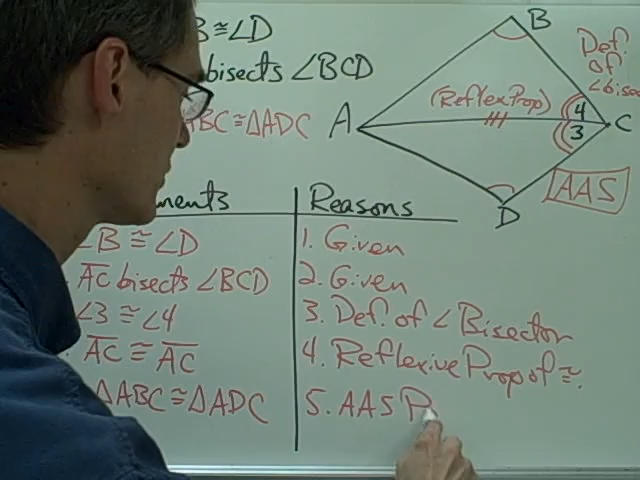 B ≅ ∠D
bisects ∠BCD
ABC ≅ ΔADC
B
Def.
of
∠bisec
(Reflex Prop)
A
4
C
3
D
AAS
ments
Reasons
∠B ≅ ∠D
1. Given
AC bisects ∠BCD
2. Given
∠3 ≅ ∠4
3. Def. of ∠ Bisector
AC ≅ AC
4. Reflexive Prop of ≅.
ΔABC ≅ ΔADC
5. AAS P